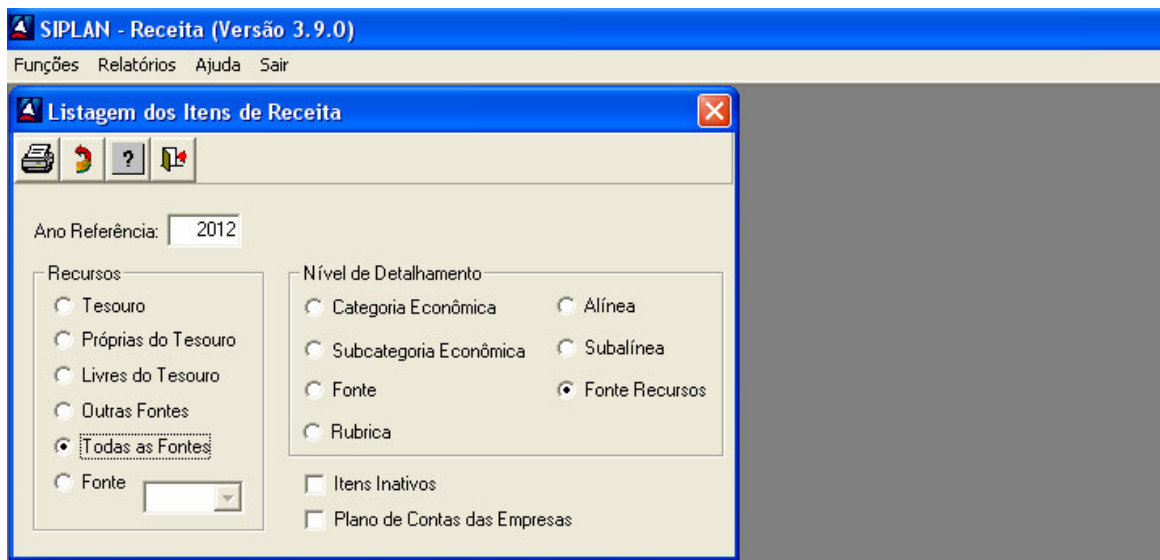 SIPLAN - Receita (Versão 3.9.0)
Funções Relatórios Ajuda Sair
Listagem dos Itens de Receita
?
Ano Referência: 2012
Recursos
Tesouro
Próprias do Tesouro
Livres do Tesouro
Outras Fontes
Todas as Fontes
Fonte
Nível de Detalhamento
Categoria Econômica
Subcategoria Econômica
Fonte
Rubrica
Alínea
Subalínea
Fonte Recursos
Itens Inativos
Plano de Contas das Empresas